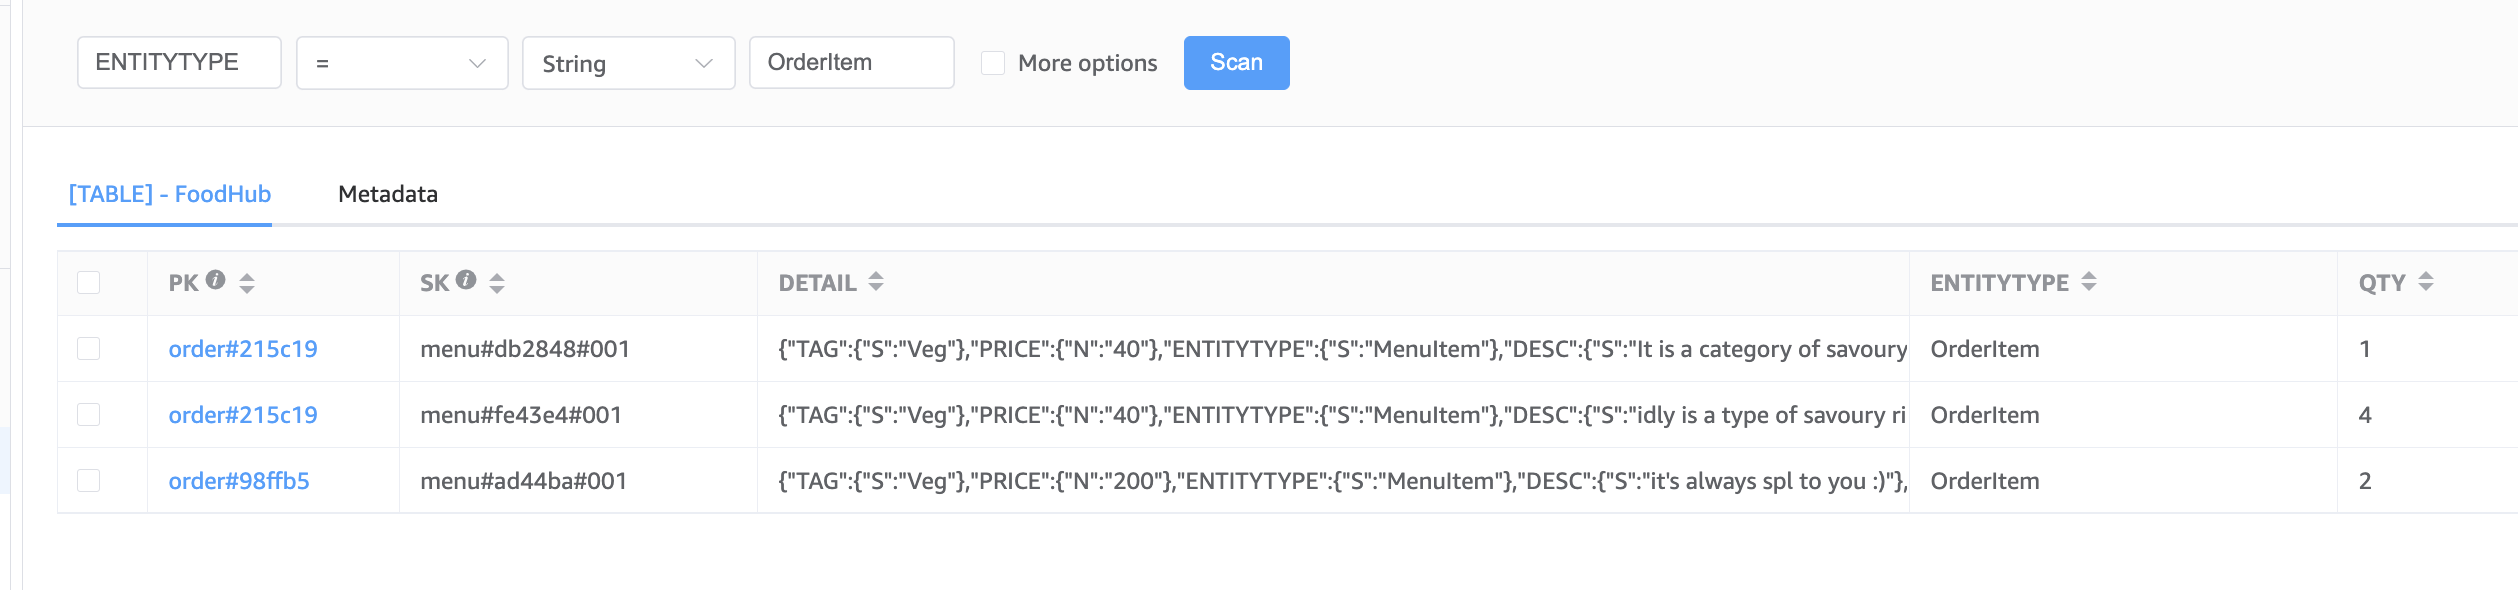 ENTITYTYPE = String OrderItem More options Scan
[TABLE] - FoodHub Metadata
PK SK DETAIL ENTITYTYPE QTY
order#215c19 menu#db2848#001 {"TAG":{"S":"Veg"},"PRICE":{"N":"40"},"ENTITYTYPE":{"S":"MenuItem"},"DESC":{"S":"It is a category of savoury OrderItem 1
order#215c19 menu#fe43e4#001 {"TAG":{"S":"Veg"},"PRICE":{"N":"40"},"ENTITYTYPE":{"S":"MenuItem"},"DESC":{"S":"idly is a type of savoury ri OrderItem 4
order#98ffb5 menu#ad44ba#001 {"TAG":{"S":"Veg"},"PRICE":{"N":"200"},"ENTITYTYPE":{"S":"MenuItem"},"DESC":{"S":"it's always spl to you :)"}, OrderItem 2